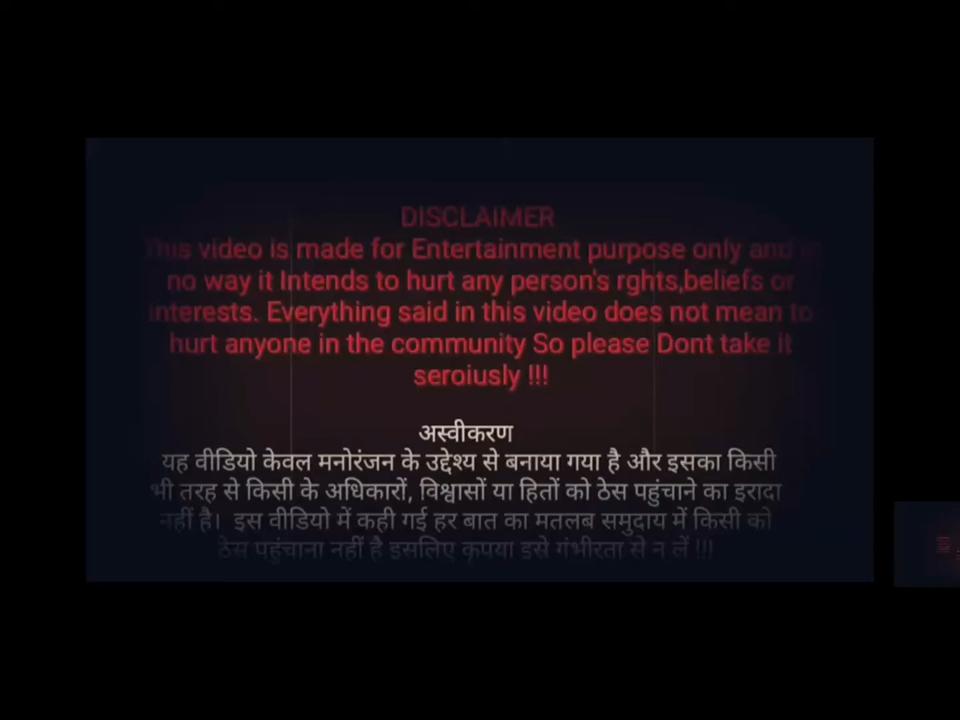 DISCLAIMER
This video is made for Entertainment purpose only and in
no way it Intends to hurt any person's rghts,beliefs or
interests. Everything said in this video does not mean to
hurt anyone in the community So please Dont take it
seroiusly !!!
अस्वीकरण
यह वीडियो केवल मनोरंजन के उद्देश्य से बनाया गया है और इसका किसी
भी तरह से किसी के अधिकारों, विश्वासों या हितों को ठेस पहुंचाने का इरादा
नहीं है। इस वीडियो में कही गई हर बात का मतलब समुदाय में किसी को
ठेस पहुंचाना नहीं है इसलिए कृपया इसे गंभीरता से न लें !!!